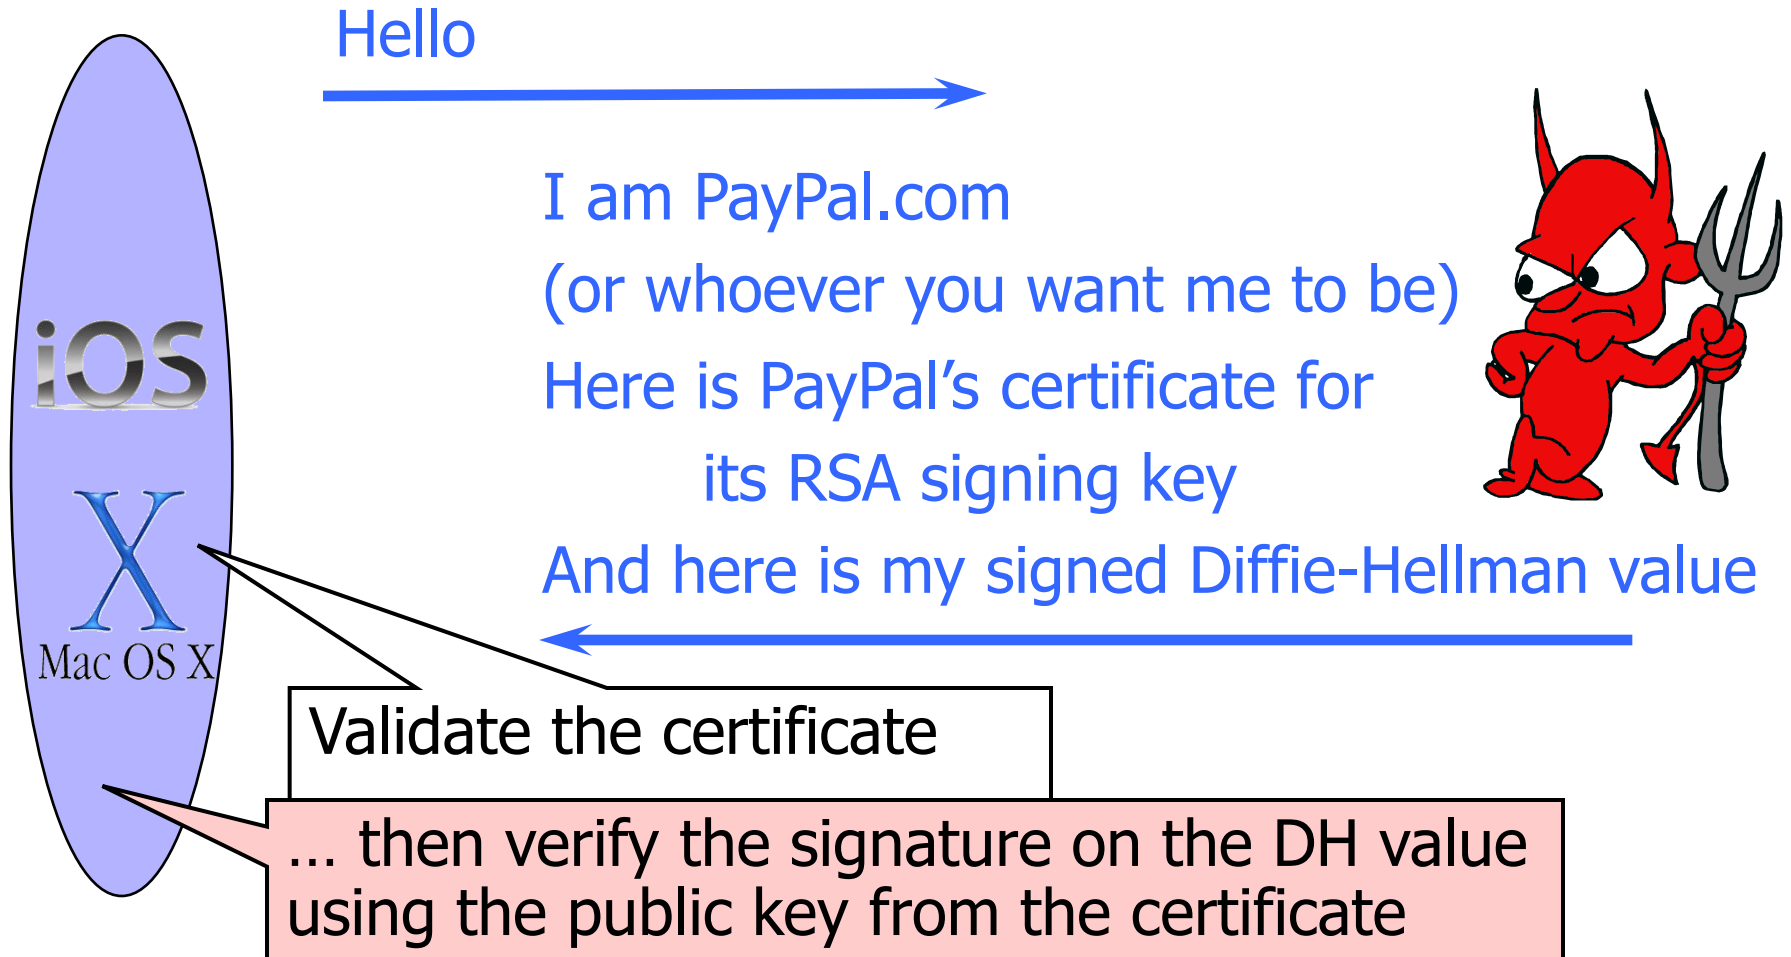 Hello
I am PayPal.com
(or whoever you want me to be)
Here is PayPal’s certificate for
its RSA signing key
And here is my signed Diffie-Hellman value
iOS
X
Mac OS X
Validate the certificate
… then verify the signature on the DH value
using the public key from the certificate